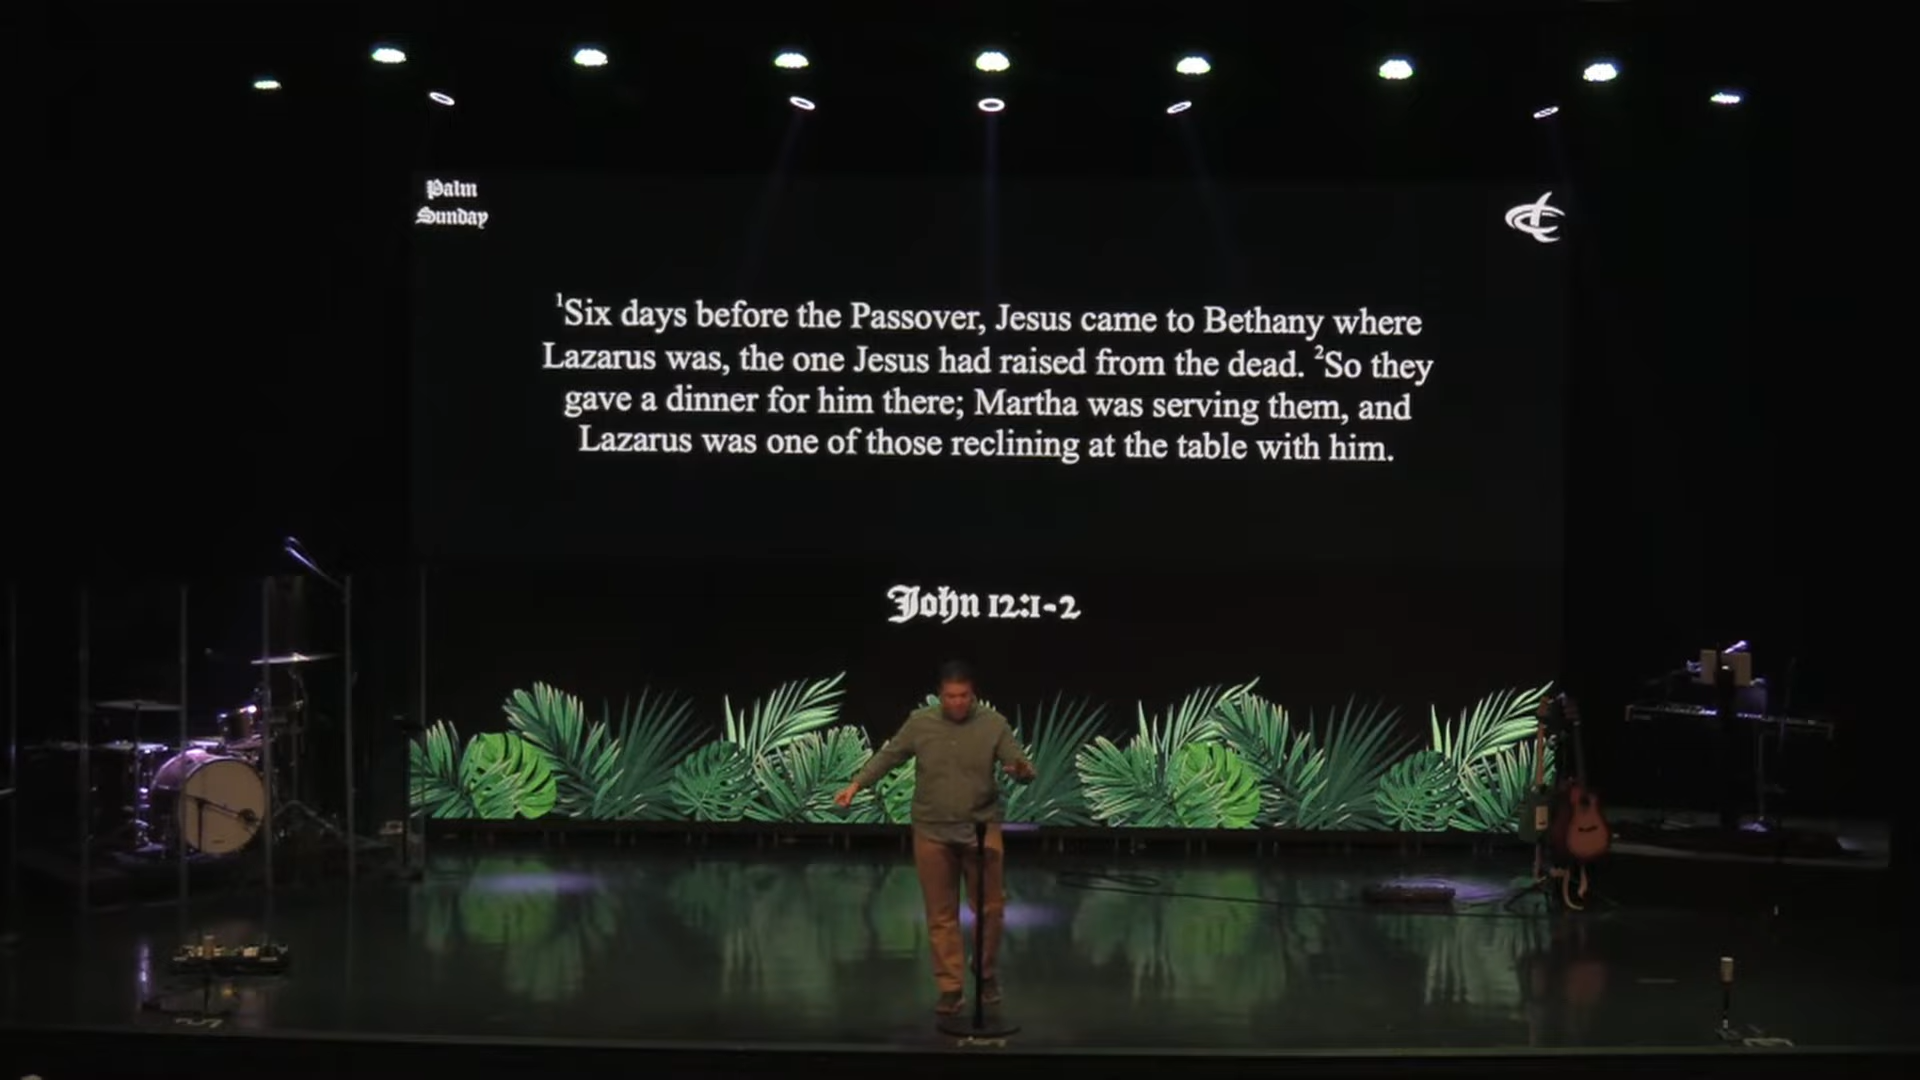 Palm
Sunday
¹Six days before the Passover, Jesus came to Bethany where
Lazarus was, the one Jesus had raised from the dead. ²So they
gave a dinner for him there; Martha was serving them, and
Lazarus was one of those reclining at the table with him.
John 12:1-2